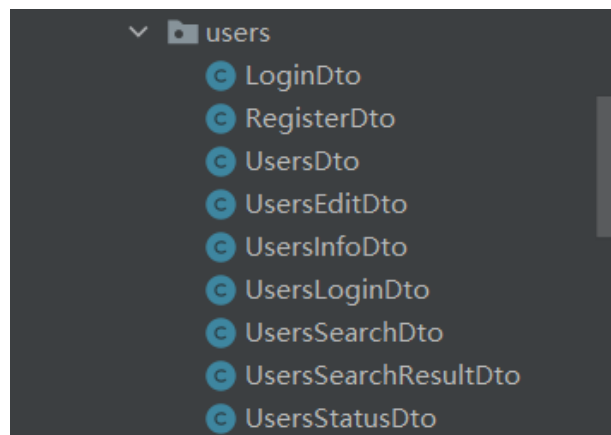 users
LoginDto
RegisterDto
UsersDto
UsersEditDto
UsersInfoDto
UsersLoginDto
UsersSearchDto
UsersSearchResultDto
UsersStatusDto